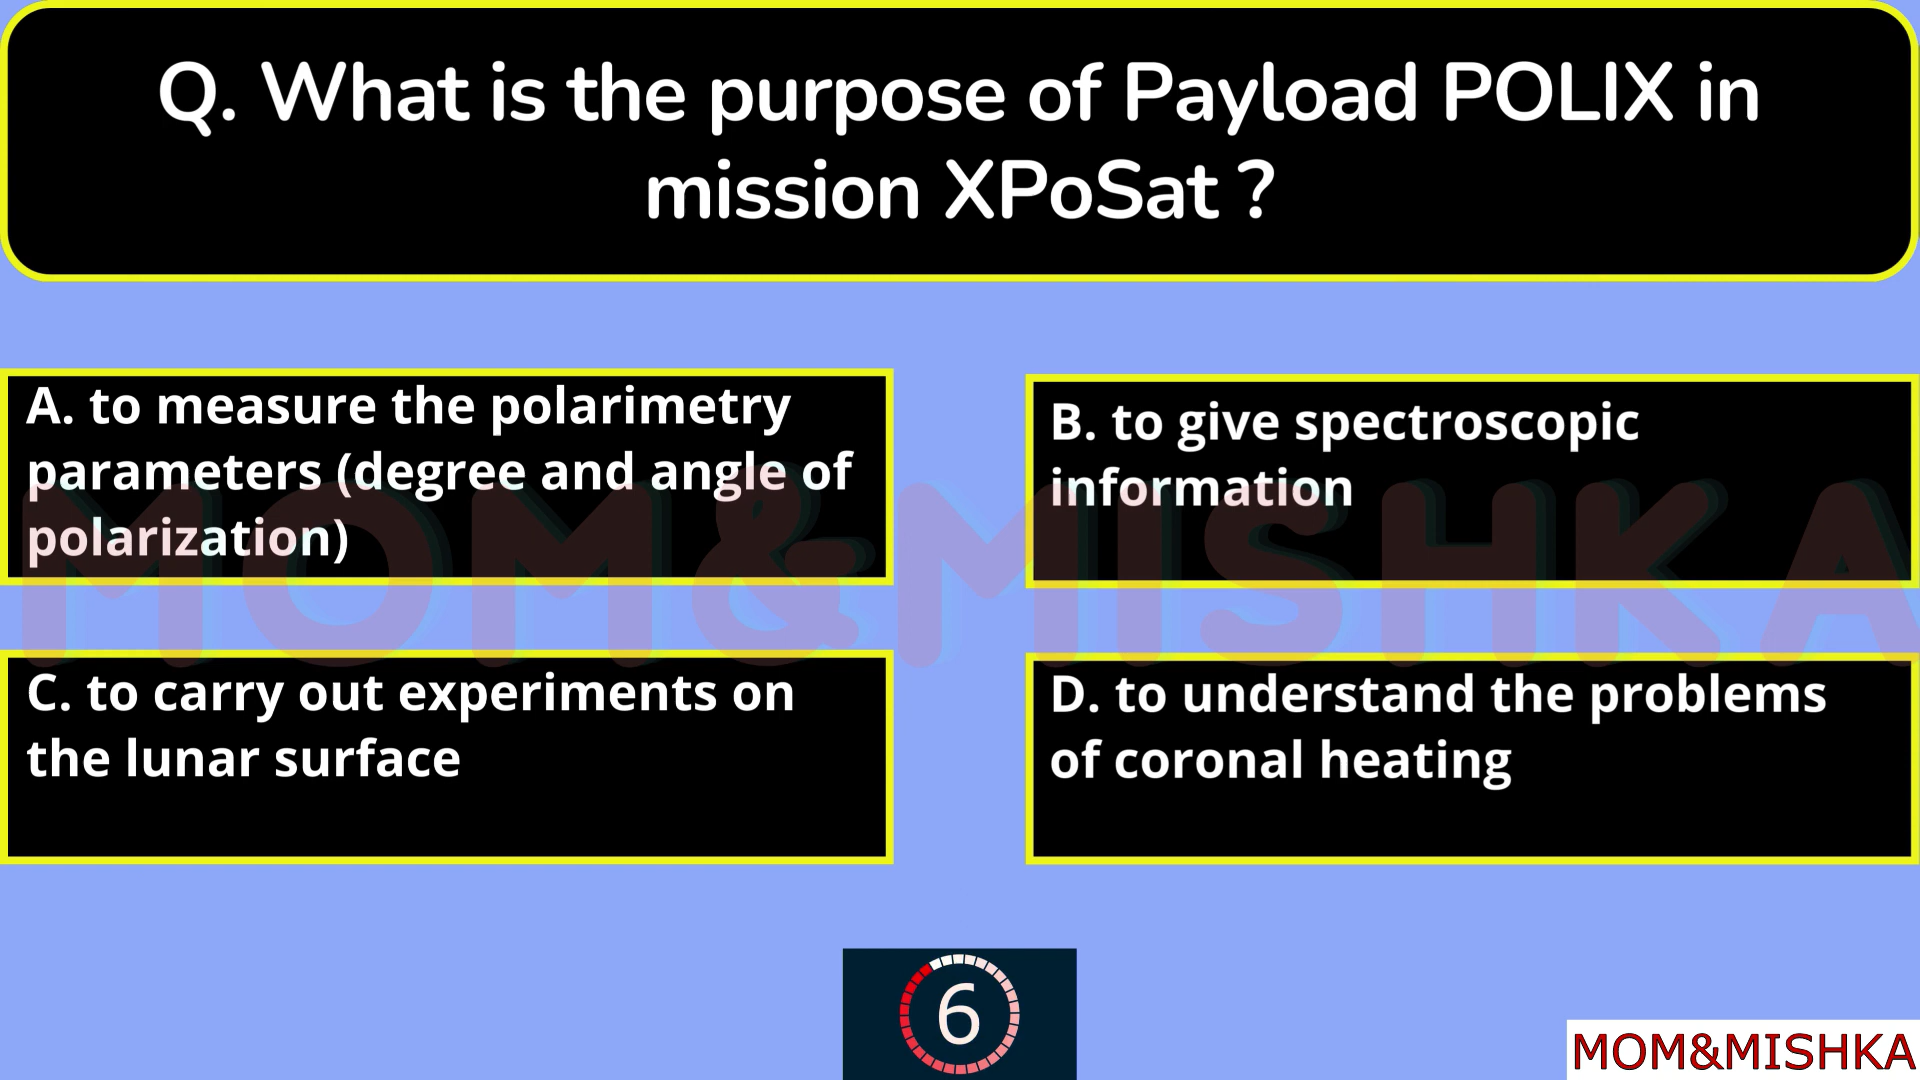 Q. What is the purpose of Payload POLIX in
mission XPoSat ?
A. to measure the polarimetry
parameters (degree and angle of
polarization)
B. to give spectroscopic
information
MOM&MISHKA
C. to carry out experiments on
the lunar surface
D. to understand the problems
of coronal heating
6
MOM&MISHKA